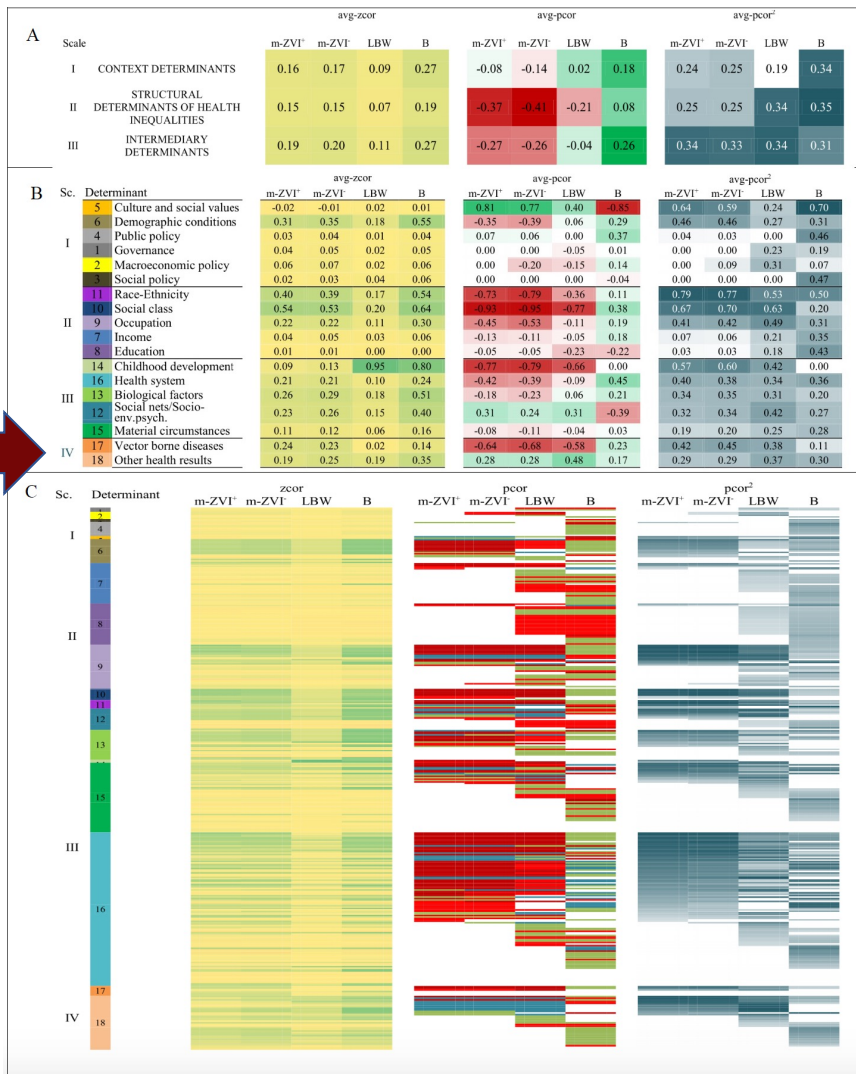 avg-zcor avg-pcor avg-pcor²
A Scale m-ZVI⁺ m-ZVI⁻ LBW B m-ZVI⁺ m-ZVI⁻ LBW B m-ZVI⁺ m-ZVI⁻ LBW B
I CONTEXT DETERMINANTS 0.16 0.17 0.09 0.27 -0.08 -0.14 0.02 0.18 0.24 0.25 0.19 0.34
STRUCTURAL
II DETERMINANTS OF HEALTH 0.15 0.15 0.07 0.19 -0.37 -0.41 -0.21 0.08 0.25 0.25 0.34 0.35
INEQUALITIES
III INTERMEDIARY 0.19 0.20 0.11 0.27 -0.27 -0.26 -0.04 0.26 0.34 0.33 0.34 0.31
DETERMINANTS
avg-zcor avg-pcor avg-pcor²
B Sc. Determinant m-ZVI⁺ m-ZVI⁻ LBW B m-ZVI⁺ m-ZVI⁻ LBW B m-ZVI⁺ m-ZVI⁻ LBW B
5 Culture and social values -0.02 -0.01 0.02 0.01 0.81 0.77 0.40 -0.85 0.64 0.59 0.24 0.70
6 Demographic conditions 0.31 0.35 0.18 0.55 -0.35 -0.39 0.06 0.29 0.46 0.46 0.27 0.31
I 4 Public policy 0.03 0.04 0.01 0.04 0.07 0.06 0.00 0.37 0.04 0.03 0.00 0.46
1 Governance 0.04 0.05 0.02 0.04 0.00 0.00 -0.05 0.01 0.00 0.00 0.23 0.19
2 Macroeconomic policy 0.06 0.07 0.02 0.06 0.00 -0.20 -0.15 0.14 0.00 0.09 0.31 0.07
3 Social policy 0.02 0.03 0.04 0.06 0.00 0.00 0.00 -0.04 0.00 0.00 0.00 0.47
11 Race-Ethnicity 0.40 0.39 0.17 0.54 -0.73 -0.79 -0.36 0.11 0.79 0.77 0.53 0.50
10 Social class 0.54 0.53 0.20 0.64 -0.93 -0.95 -0.77 0.38 0.67 0.70 0.63 0.20
II 9 Occupation 0.22 0.22 0.11 0.30 -0.45 -0.53 -0.11 0.19 0.41 0.42 0.49 0.31
7 Income 0.04 0.05 0.03 0.06 -0.13 -0.11 -0.05 0.18 0.07 0.06 0.21 0.35
8 Education 0.01 0.01 0.00 0.00 -0.05 -0.05 -0.23 -0.22 0.03 0.03 0.18 0.43
14 Childhood development 0.09 0.13 0.95 0.80 -0.77 -0.79 -0.66 0.00 0.57 0.60 0.42 0.00
16 Health system 0.21 0.21 0.10 0.24 -0.42 -0.39 -0.09 0.45 0.40 0.38 0.34 0.36
III 13 Biological factors 0.26 0.29 0.18 0.51 -0.18 -0.23 0.06 0.21 0.34 0.35 0.31 0.20
12 Social nets/Socio-env.psych. 0.23 0.26 0.15 0.40 0.31 0.24 0.31 -0.39 0.32 0.34 0.42 0.27
15 Material circumstances 0.11 0.12 0.06 0.16 -0.08 -0.11 -0.04 0.03 0.19 0.20 0.25 0.28
IV 17 Vector borne diseases 0.24 0.23 0.02 0.14 -0.64 -0.68 -0.58 0.23 0.42 0.45 0.38 0.11
18 Other health results 0.19 0.25 0.19 0.35 0.28 0.28 0.48 0.17 0.29 0.29 0.37 0.30
C Sc. Determinant zcor pcor pcor²
m-ZVI⁺ m-ZVI⁻ LBW B m-ZVI⁺ m-ZVI⁻ LBW B m-ZVI⁺ m-ZVI⁻ LBW B
2
I 4
6
7
8
II
9
10
11
12
13
15
III
16
17
IV 18